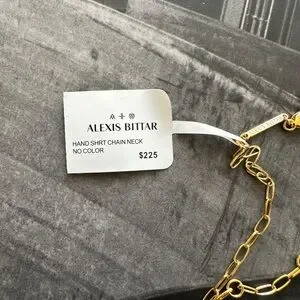 ALEXIS BITTAR
HAND SHRT CHAIN NECK
NO COLOR
$225